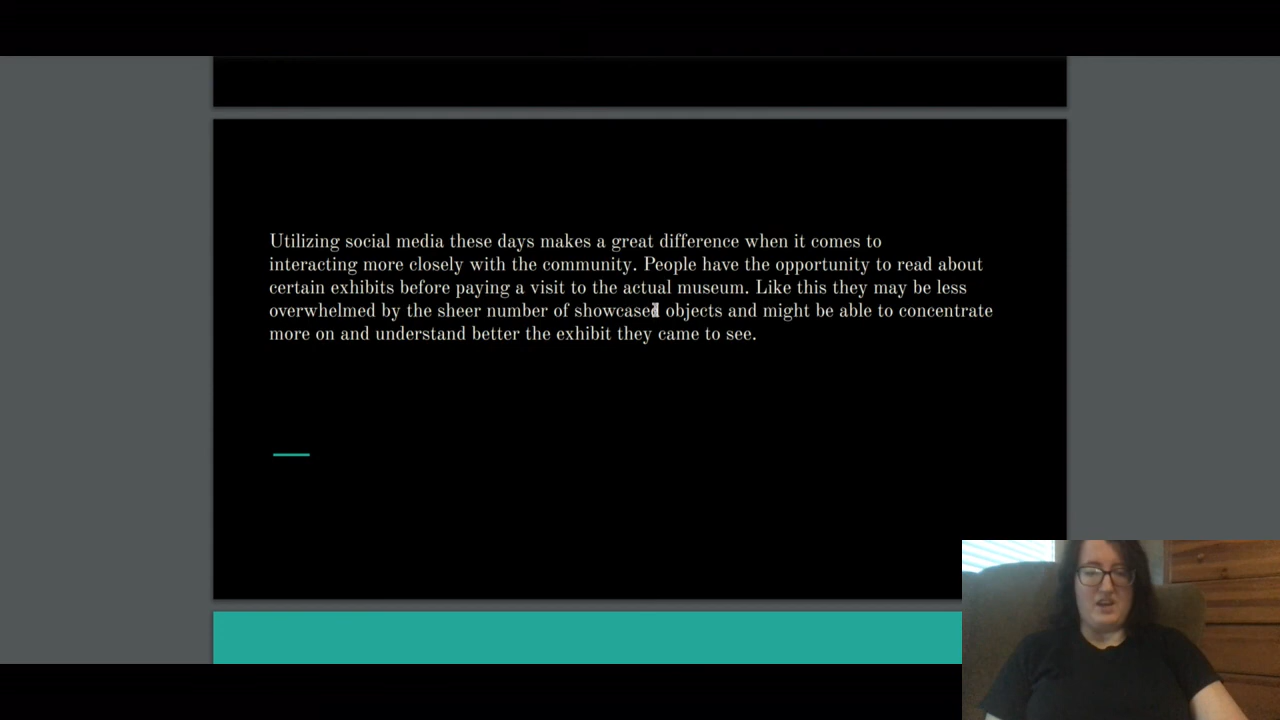 Utilizing social media these days makes a great difference when it comes to
interacting more closely with the community. People have the opportunity to read about
certain exhibits before paying a visit to the actual museum. Like this they may be less
overwhelmed by the sheer number of showcased objects and might be able to concentrate
more on and understand better the exhibit they came to see.